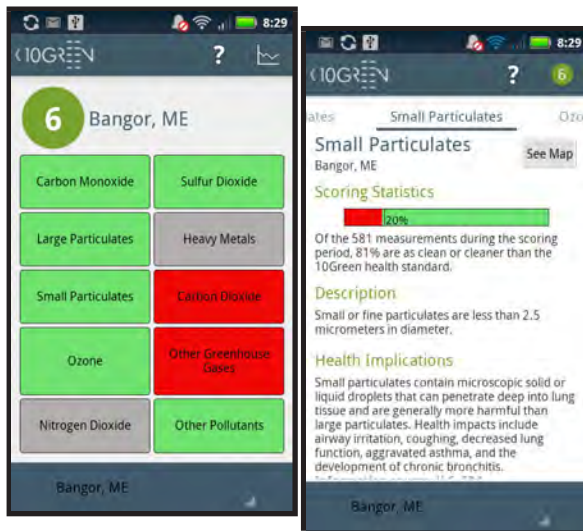 8:29
‹10GREEN
?
6
Bangor, ME
Carbon Monoxide
Sulfur Dioxide
Large Particulates
Heavy Metals
Small Particulates
Carbon Dioxide
Ozone
Other Greenhouse
Gases
Nitrogen Dioxide
Other Pollutants
Bangor, ME
8:29
‹10GREEN
?
6
ates
Small Particulates
Ozo
Small Particulates
See Map
Bangor, ME
Scoring Statistics
20%
Of the 581 measurements during the scoring
period, 81% are as clean or cleaner than the
10Green health standard.
Description
Small or fine particulates are less than 2.5
micrometers in diameter.
Health Implications
Small particulates contain microscopic solid or
liquid droplets that can penetrate deep into lung
tissue and are generally more harmful than
large particulates. Health impacts include
airway irritation, coughing, decreased lung
function, aggravated asthma, and the
development of chronic bronchitis.
Bangor, ME